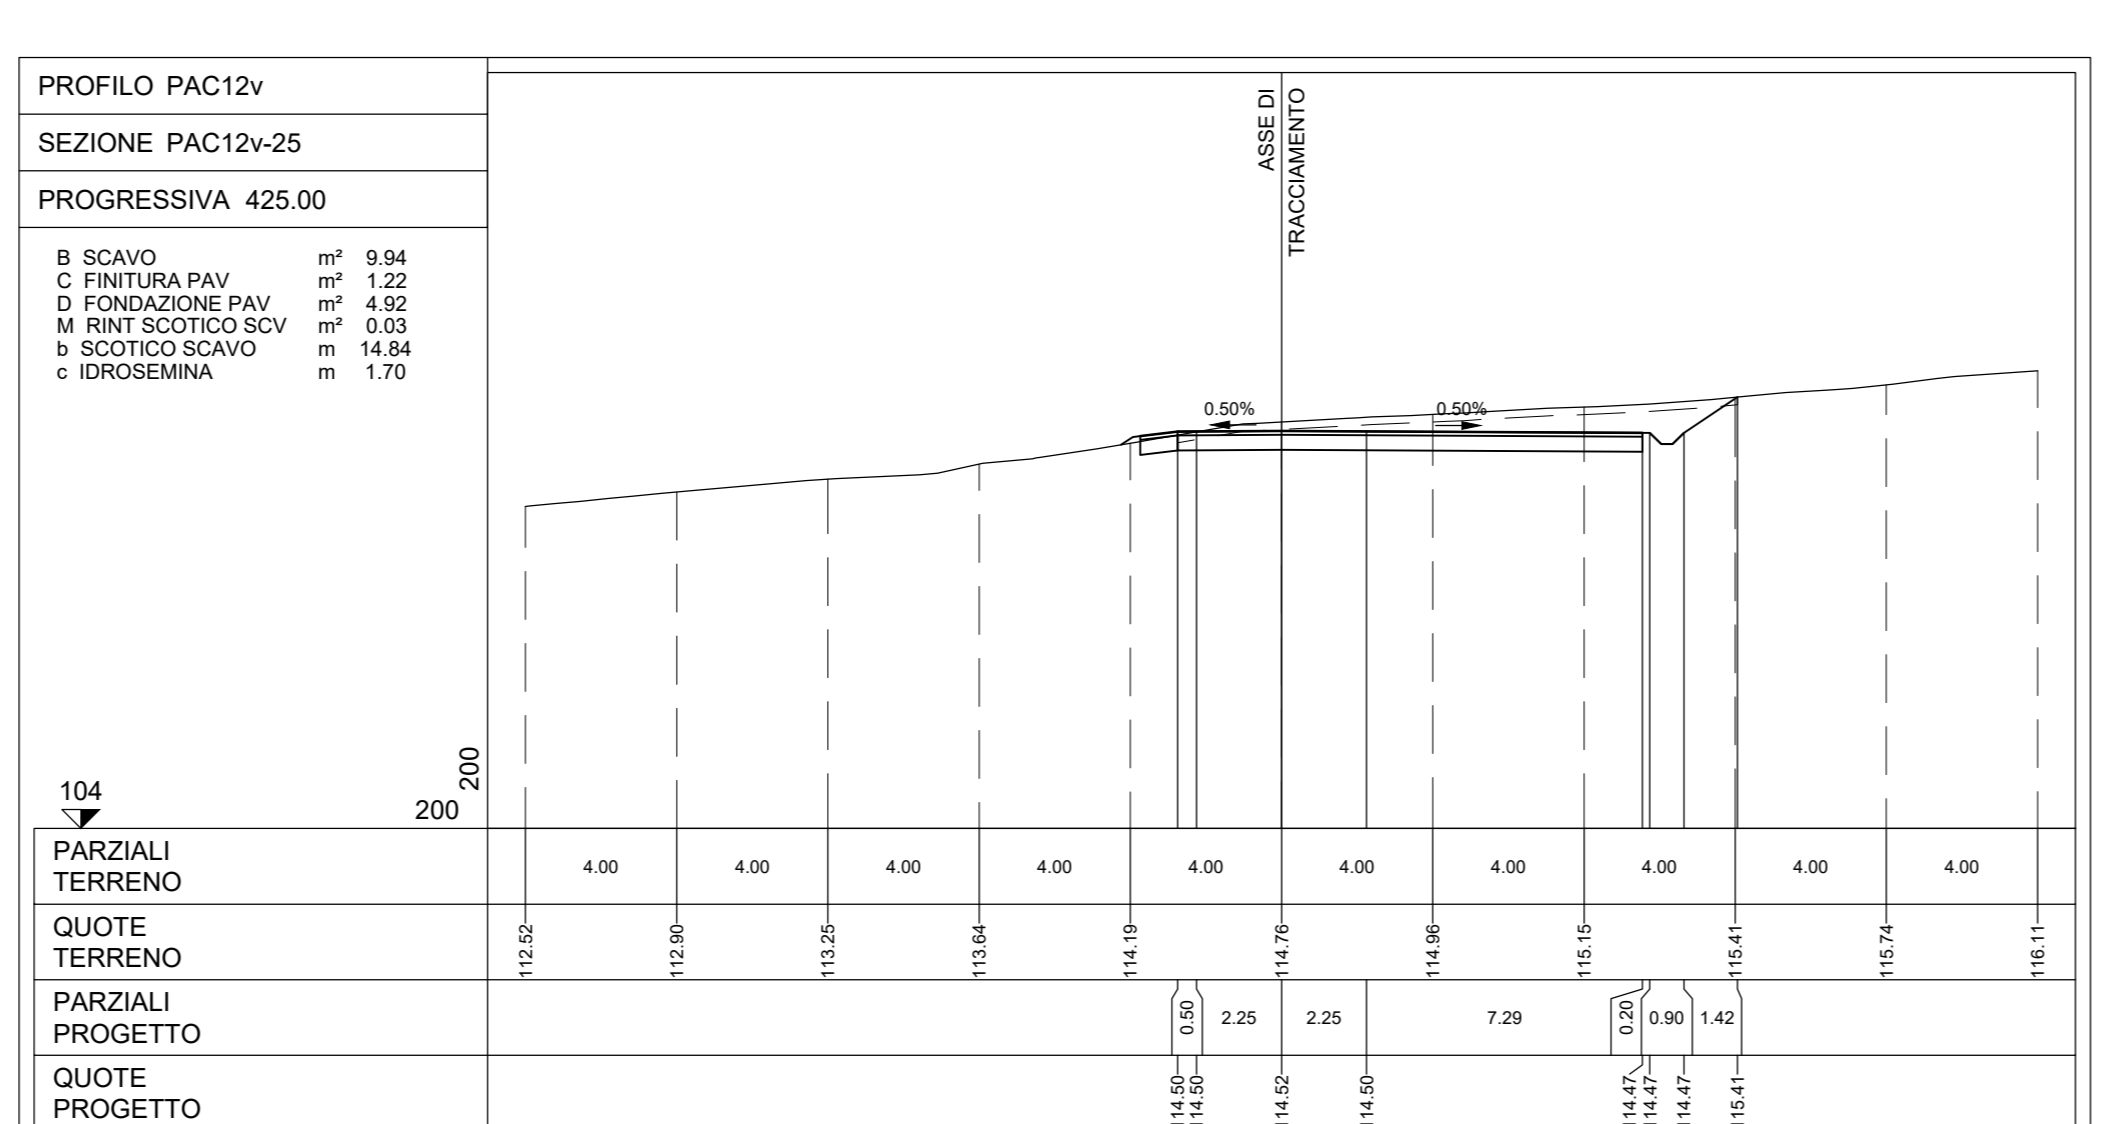 PROFILO PAC12v
SEZIONE PAC12v-25
PROGRESSIVA 425.00
B SCAVO m² 9.94
C FINITURA PAV m² 1.22
D FONDAZIONE PAV m² 4.92
M RINT SCOTICO SCV m² 0.03
b SCOTICO SCAVO m 14.84
c IDROSEMINA m 1.70
ASSE DI
TRACCIAMENTO
0.50% 0.50%
104
200
200
PARZIALI
TERRENO
4.00 4.00 4.00 4.00 4.00 4.00 4.00 4.00 4.00 4.00
QUOTE
TERRENO
112.52 112.90 113.25 113.64 114.19 114.76 114.96 115.15 115.41 115.74 116.11
PARZIALI
PROGETTO
0.50 2.25 2.25 7.29 0.20 0.90 1.42
QUOTE
PROGETTO
114.50 114.50 114.52 114.50 114.47 114.47 114.47 115.41